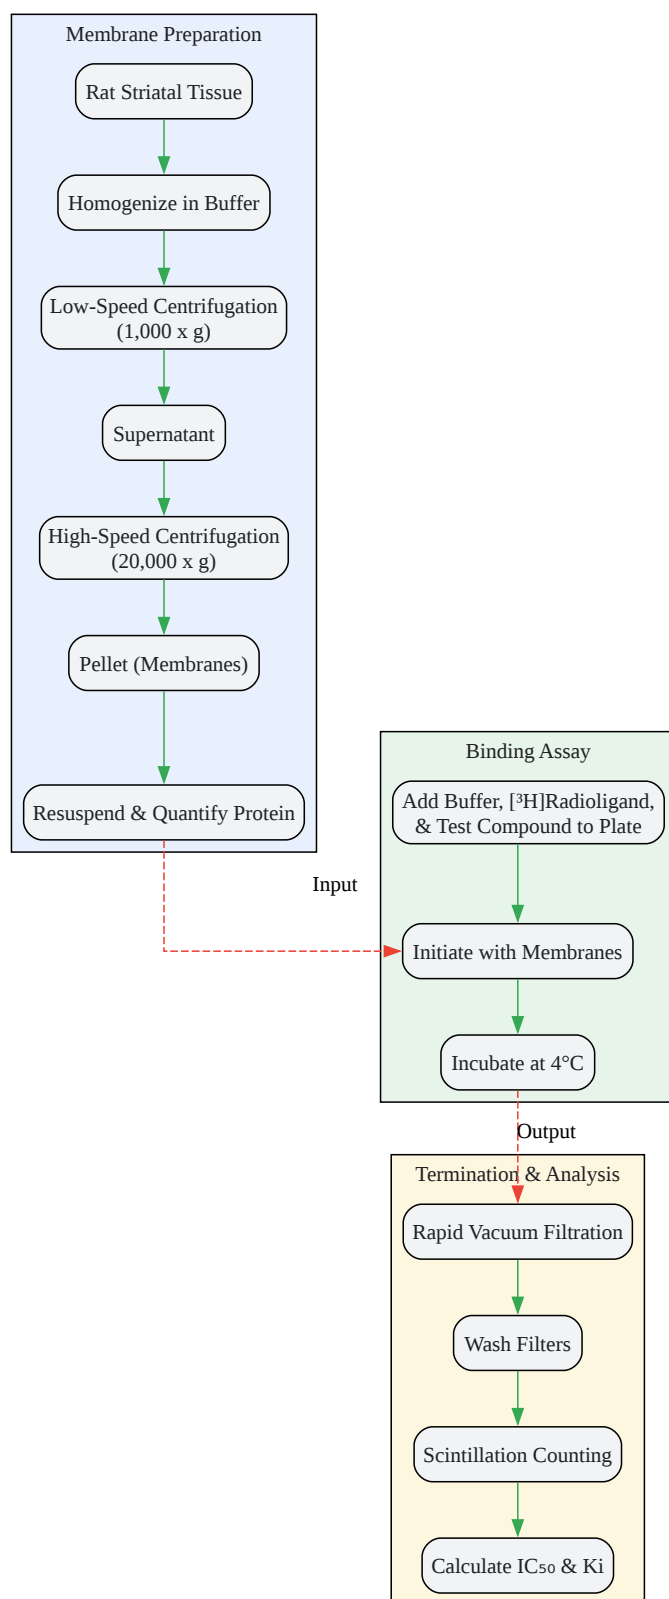 Membrane Preparation
Rat Striatal Tissue
Homogenize in Buffer
Low-Speed Centrifugation
(1,000 x g)
Supernatant
High-Speed Centrifugation
(20,000 x g)
Pellet (Membranes)
Resuspend & Quantify Protein
Input
Binding Assay
Add Buffer, [³H]Radioligand,
& Test Compound to Plate
Initiate with Membranes
Incubate at 4°C
Output
Termination & Analysis
Rapid Vacuum Filtration
Wash Filters
Scintillation Counting
Calculate IC₅₀ & Ki